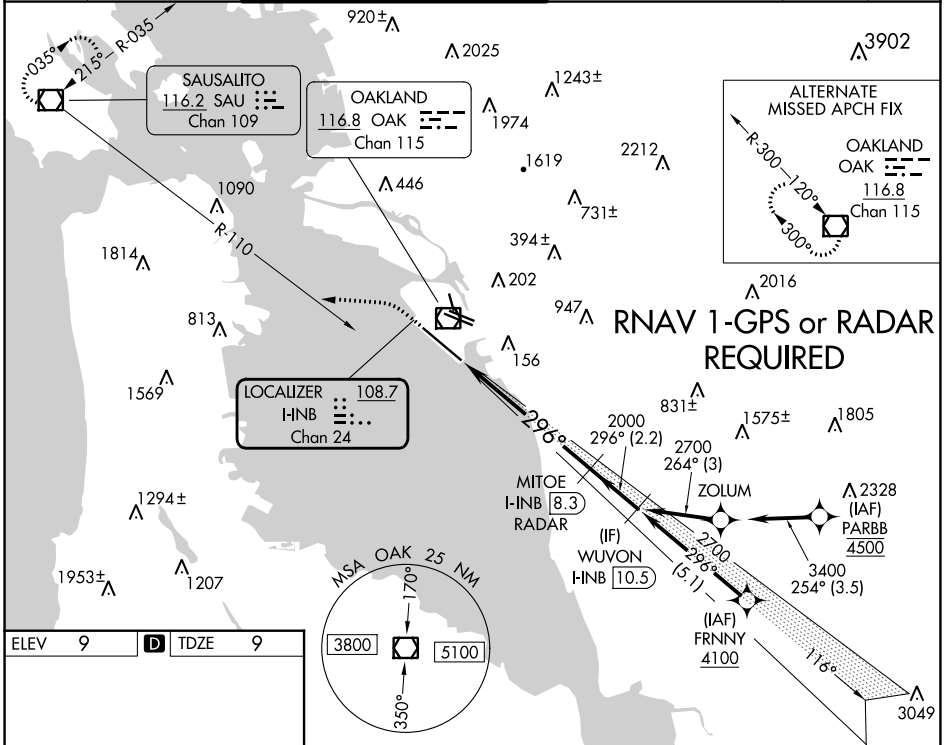 920±
2025
3902
035°
215°
R-035
SAUSALITO
116.2 SAU
Chan 109
OAKLAND
116.8 OAK
Chan 115
1243±
1974
1619
2212
ALTERNATE
MISSED APCH FIX
R-300
120°
OAKLAND
OAK
116.8
Chan 115
300°
446
1090
R-110
731±
394±
1814
202
2016
813
947
RNAV 1-GPS or RADAR
REQUIRED
156
1569
LOCALIZER 108.7
I-INB
Chan 24
296°
831±
1575±
1805
2000
296° (2.2)
2700
264° (3)
MITOE
I-INB 8.3
RADAR
ZOLUM
2328
(IAF)
PARBB
4500
1294±
(IF)
WUVON
I-INB 10.5
2700
296°
(5.1)
3400
254° (3.5)
1953±
1207
MSA OAK 25 NM
170°
3800
5100
350°
(IAF)
FRNNY
4100
116°
3049
ELEV 9 D TDZE 9